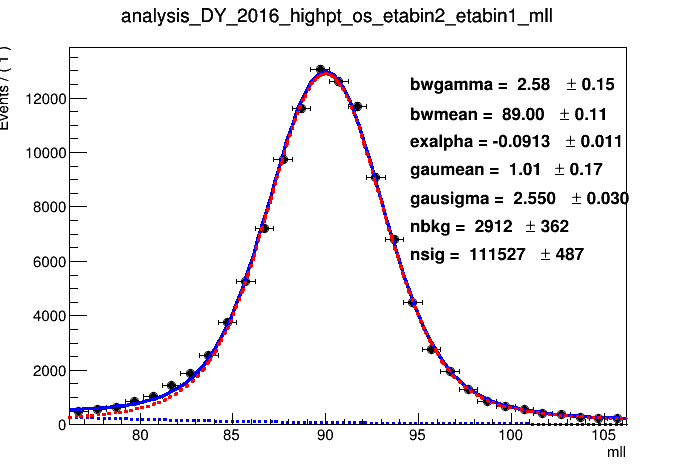 analysis_DY_2016_highpt_os_etabin2_etabin1_mll
Events / ( 1 )
bwgamma = 2.58 ± 0.15
bwmean = 89.00 ± 0.11
exalpha = -0.0913 ± 0.011
gaumean = 1.01 ± 0.17
gausigma = 2.550 ± 0.030
nbkg = 2912 ± 362
nsig = 111527 ± 487
12000
10000
8000
6000
4000
2000
0
80 85 90 95 100 105
mll